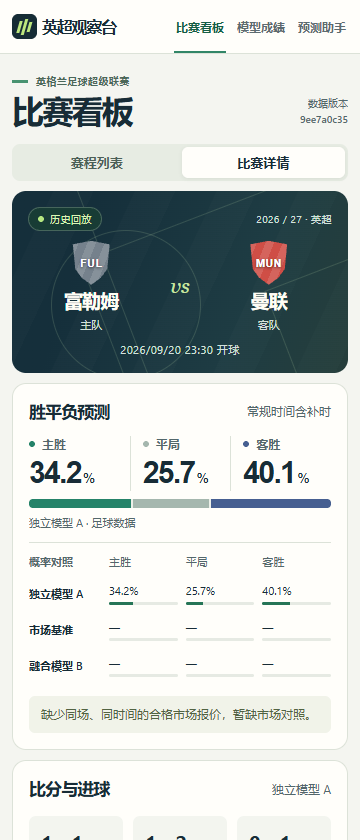 英超观察台
比赛看板 模型成绩 预测助手
英格兰足球超级联赛
比赛看板
数据版本
9ee7a0c35
赛程列表 比赛详情
历史回放
2026 / 27 · 英超
FUL
MUN
富勒姆
vs
曼联
主队
客队
2026/09/20 23:30 开球
胜平负预测
常规时间含补时
主胜 平局 客胜
34.2% 25.7% 40.1%
独立模型 A · 足球数据
概率对照 主胜 平局 客胜
独立模型 A 34.2% 25.7% 40.1%
市场基准 — — —
融合模型 B — — —
缺少同场、同时间的合格市场报价，暂缺市场对照。
比分与进球
独立模型 A